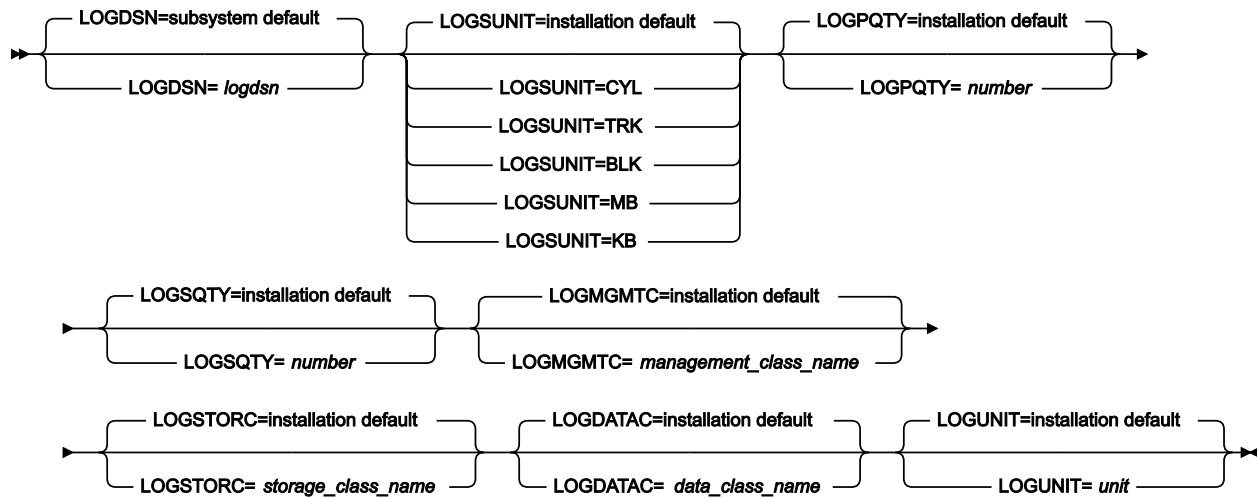 LOGDSN=subsystem default
LOGDSN= logdsn
LOGSUNIT=installation default
LOGSUNIT=CYL
LOGSUNIT=TRK
LOGSUNIT=BLK
LOGSUNIT=MB
LOGSUNIT=KB
LOGPQTY=installation default
LOGPQTY= number
LOGSQTY=installation default
LOGSQTY= number
LOGMGMTC=installation default
LOGMGMTC= management_class_name
LOGSTORC=installation default
LOGSTORC= storage_class_name
LOGDATAC=installation default
LOGDATAC= data_class_name
LOGUNIT=installation default
LOGUNIT= unit